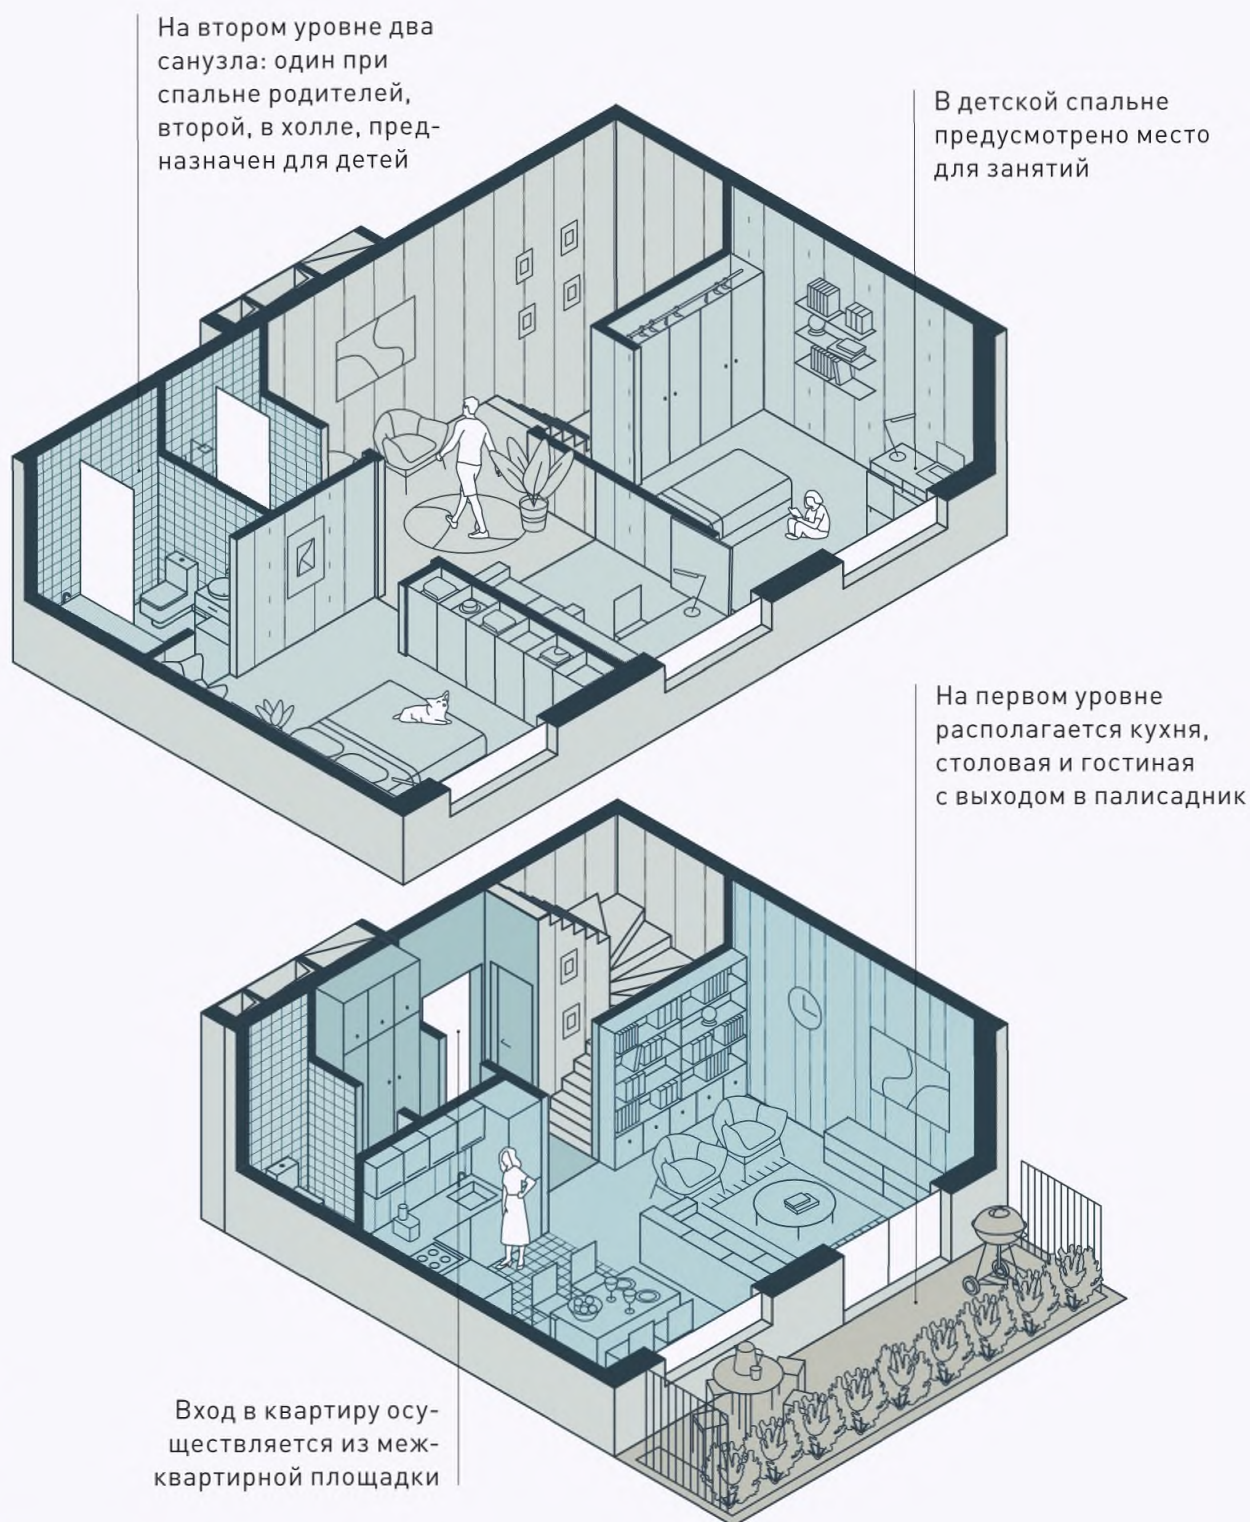 На втором уровне два
санузла: один при
спальне родителей,
второй, в холле, пред-
назначен для детей
В детской спальне
предусмотрено место
для занятий
На первом уровне
располагается кухня,
столовая и гостиная
с выходом в палисадник
Вход в квартиру осу-
ществляется из меж-
квартирной площадки